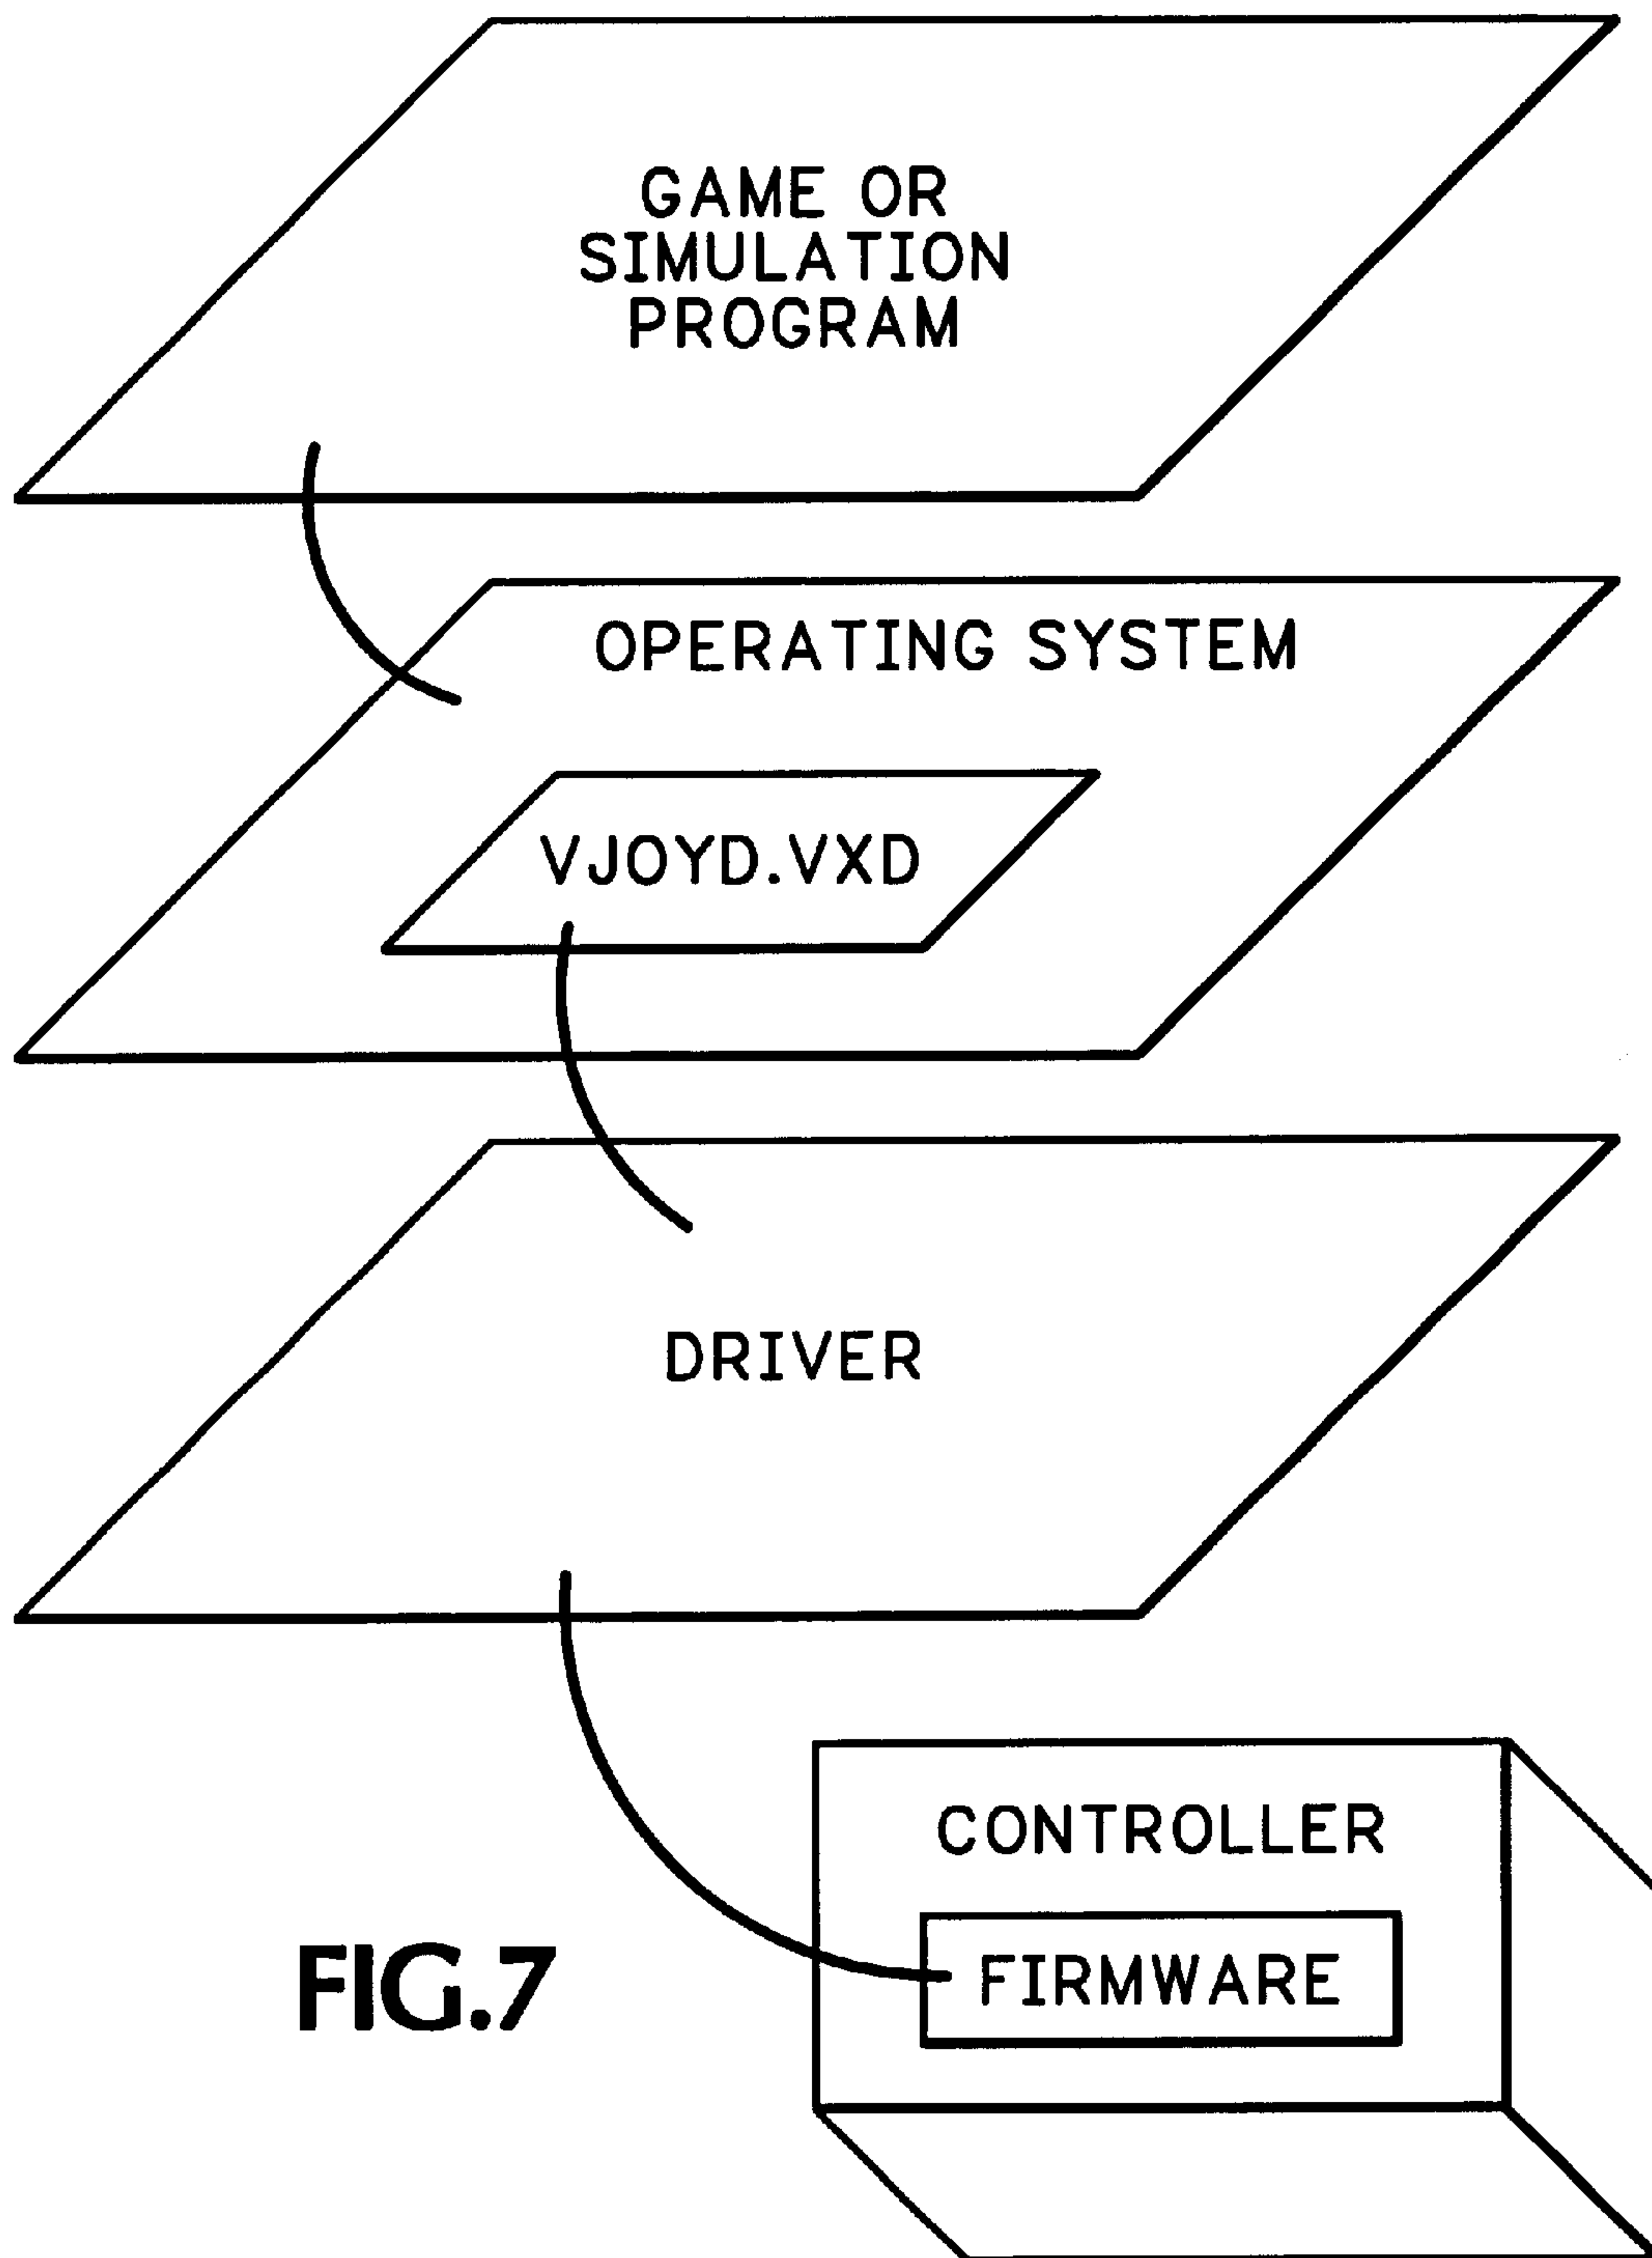 GAME OR
SIMULATION
PROGRAM
OPERATING SYSTEM
VJOYD.VXD
DRIVER
CONTROLLER
FIRMWARE
FIG.7